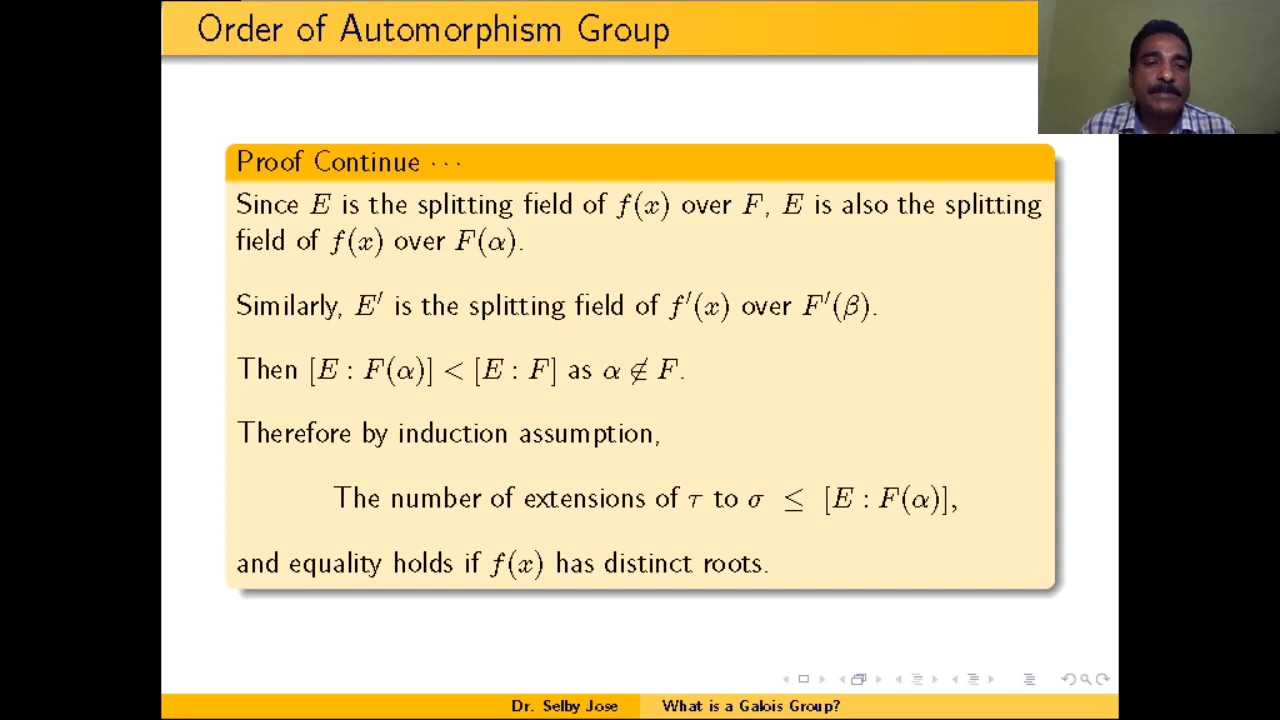 Order of Automorphism Group
Proof Continue ···
Since E is the splitting field of f(x) over F, E is also the splitting
field of f(x) over F(α).
Similarly, E′ is the splitting field of f′(x) over F′(β).
Then [E : F(α)] < [E : F] as α ∉ F.
Therefore by induction assumption,
The number of extensions of τ to σ ≤ [E : F(α)],
and equality holds if f(x) has distinct roots.
Dr. Selby Jose
What is a Galois Group?